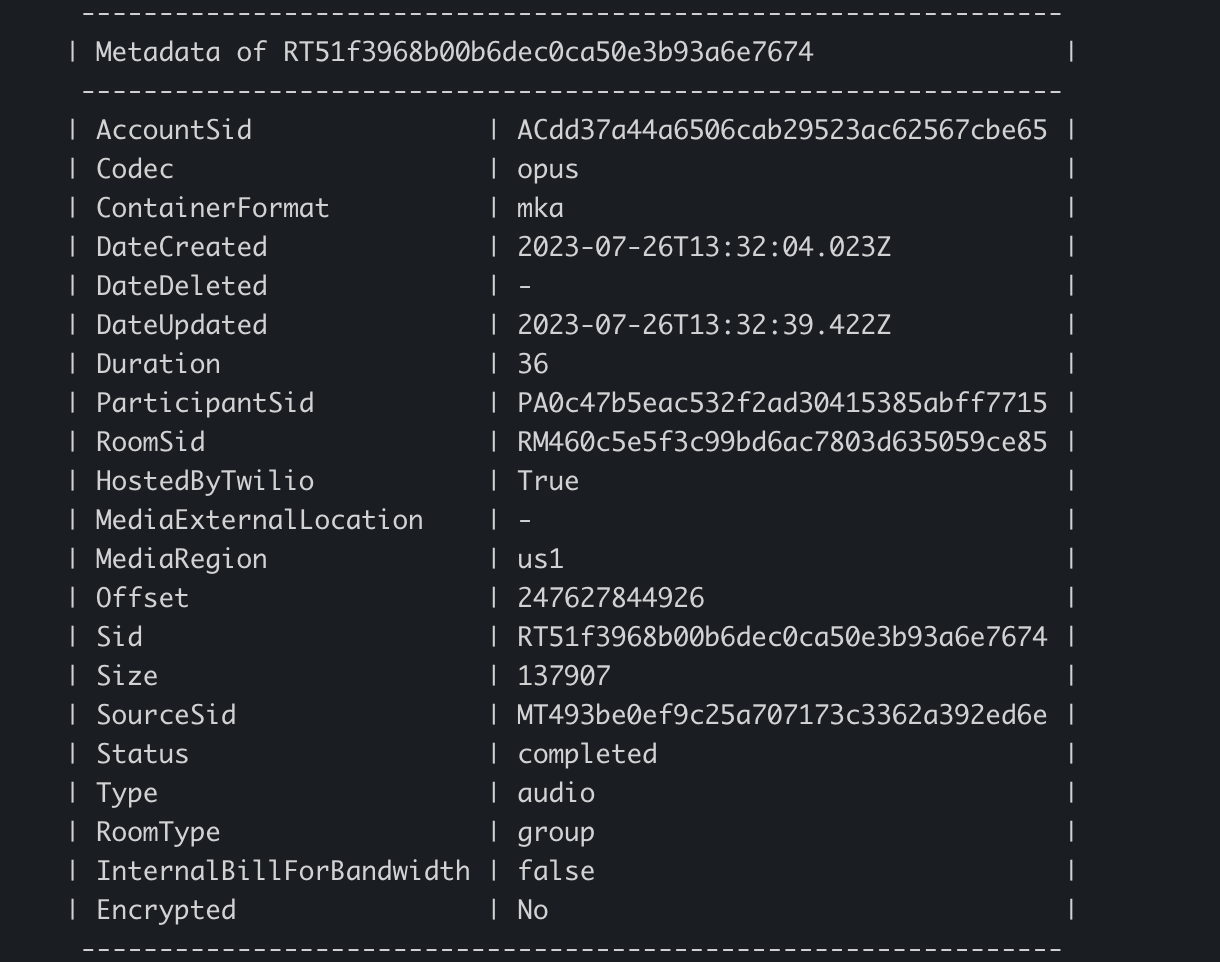 ---------------------------------------------------------------
| Metadata of RT51f3968b00b6dec0ca50e3b93a6e7674 |
---------------------------------------------------------------
| AccountSid | ACdd37a44a6506cab29523ac62567cbe65 |
| Codec | opus |
| ContainerFormat | mka |
| DateCreated | 2023-07-26T13:32:04.023Z |
| DateDeleted | - |
| DateUpdated | 2023-07-26T13:32:39.422Z |
| Duration | 36 |
| ParticipantSid | PA0c47b5eac532f2ad30415385abff7715 |
| RoomSid | RM460c5e5f3c99bd6ac7803d635059ce85 |
| HostedByTwilio | True |
| MediaExternalLocation | - |
| MediaRegion | us1 |
| Offset | 247627844926 |
| Sid | RT51f3968b00b6dec0ca50e3b93a6e7674 |
| Size | 137907 |
| SourceSid | MT493be0ef9c25a707173c3362a392ed6e |
| Status | completed |
| Type | audio |
| RoomType | group |
| InternalBillForBandwidth | false |
| Encrypted | No |
---------------------------------------------------------------